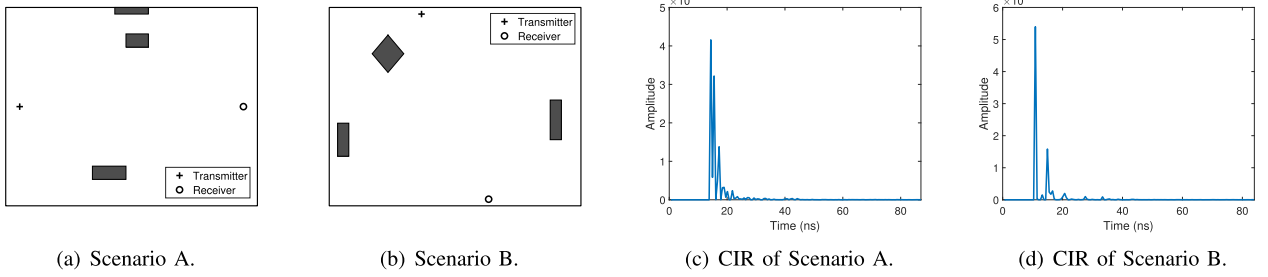 Transmitter
Receiver
(a) Scenario A.
Transmitter
Receiver
(b) Scenario B.
5
4
3
2
1
0
Amplitude
0 20 40 60 80
Time (ns)
(c) CIR of Scenario A.
6
5
4
3
2
1
0
Amplitude
0 20 40 60 80
Time (ns)
(d) CIR of Scenario B.